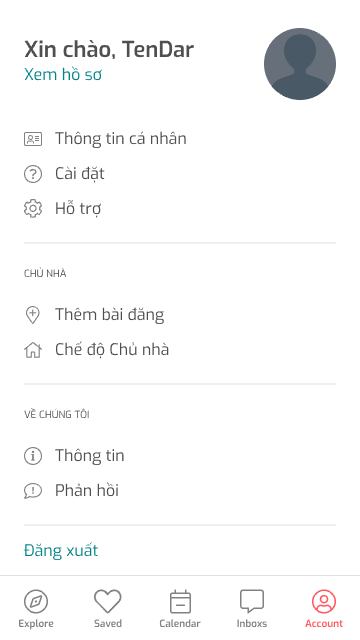 Xin chào, TenDar
Xem hồ sơ
Thông tin cá nhân
Cài đặt
Hỗ trợ
CHỦ NHÀ
Thêm bài đăng
Chế độ Chủ nhà
VỀ CHÚNG TÔI
Thông tin
Phản hồi
Đăng xuất
Explore Saved Calendar Inboxs Account